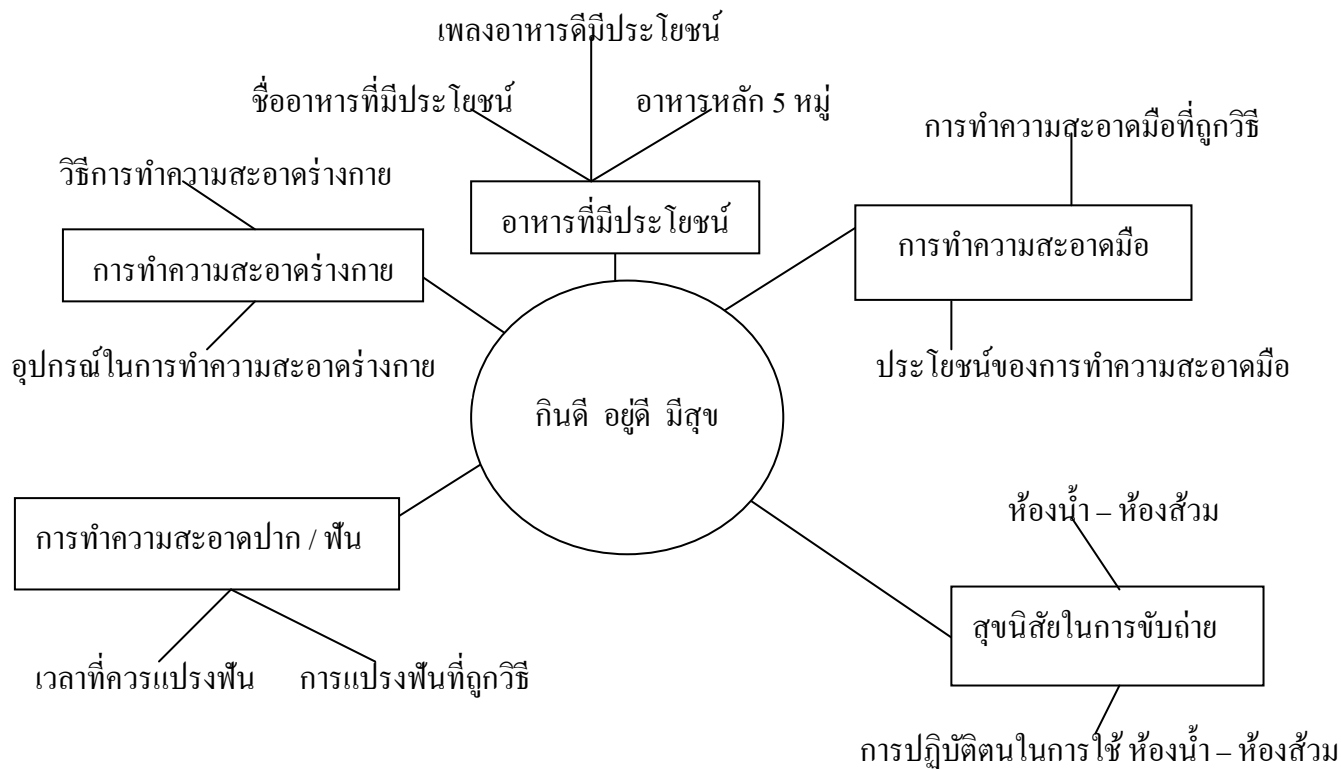 เพลงอาหารดีมีประโยชน์
ชื่ออาหารที่มีประโยชน์
อาหารหลัก 5 หมู่
การทำความสะอาดมือที่ถูกวิธี
วิธีการทำความสะอาดร่างกาย
อาหารที่มีประโยชน์
การทำความสะอาดมือ
การทำความสะอาดร่างกาย
อุปกรณ์ในการทำความสะอาดร่างกาย
ประโยชน์ของการทำความสะอาดมือ
กินดี อยู่ดี มีสุข
ห้องน้ำ – ห้องส้วม
การทำความสะอาดปาก / ฟัน
สุขนิสัยในการขับถ่าย
เวลาที่ควรแปรงฟัน
การแปรงฟันที่ถูกวิธี
การปฏิบัติตนในการใช้ ห้องน้ำ – ห้องส้วม